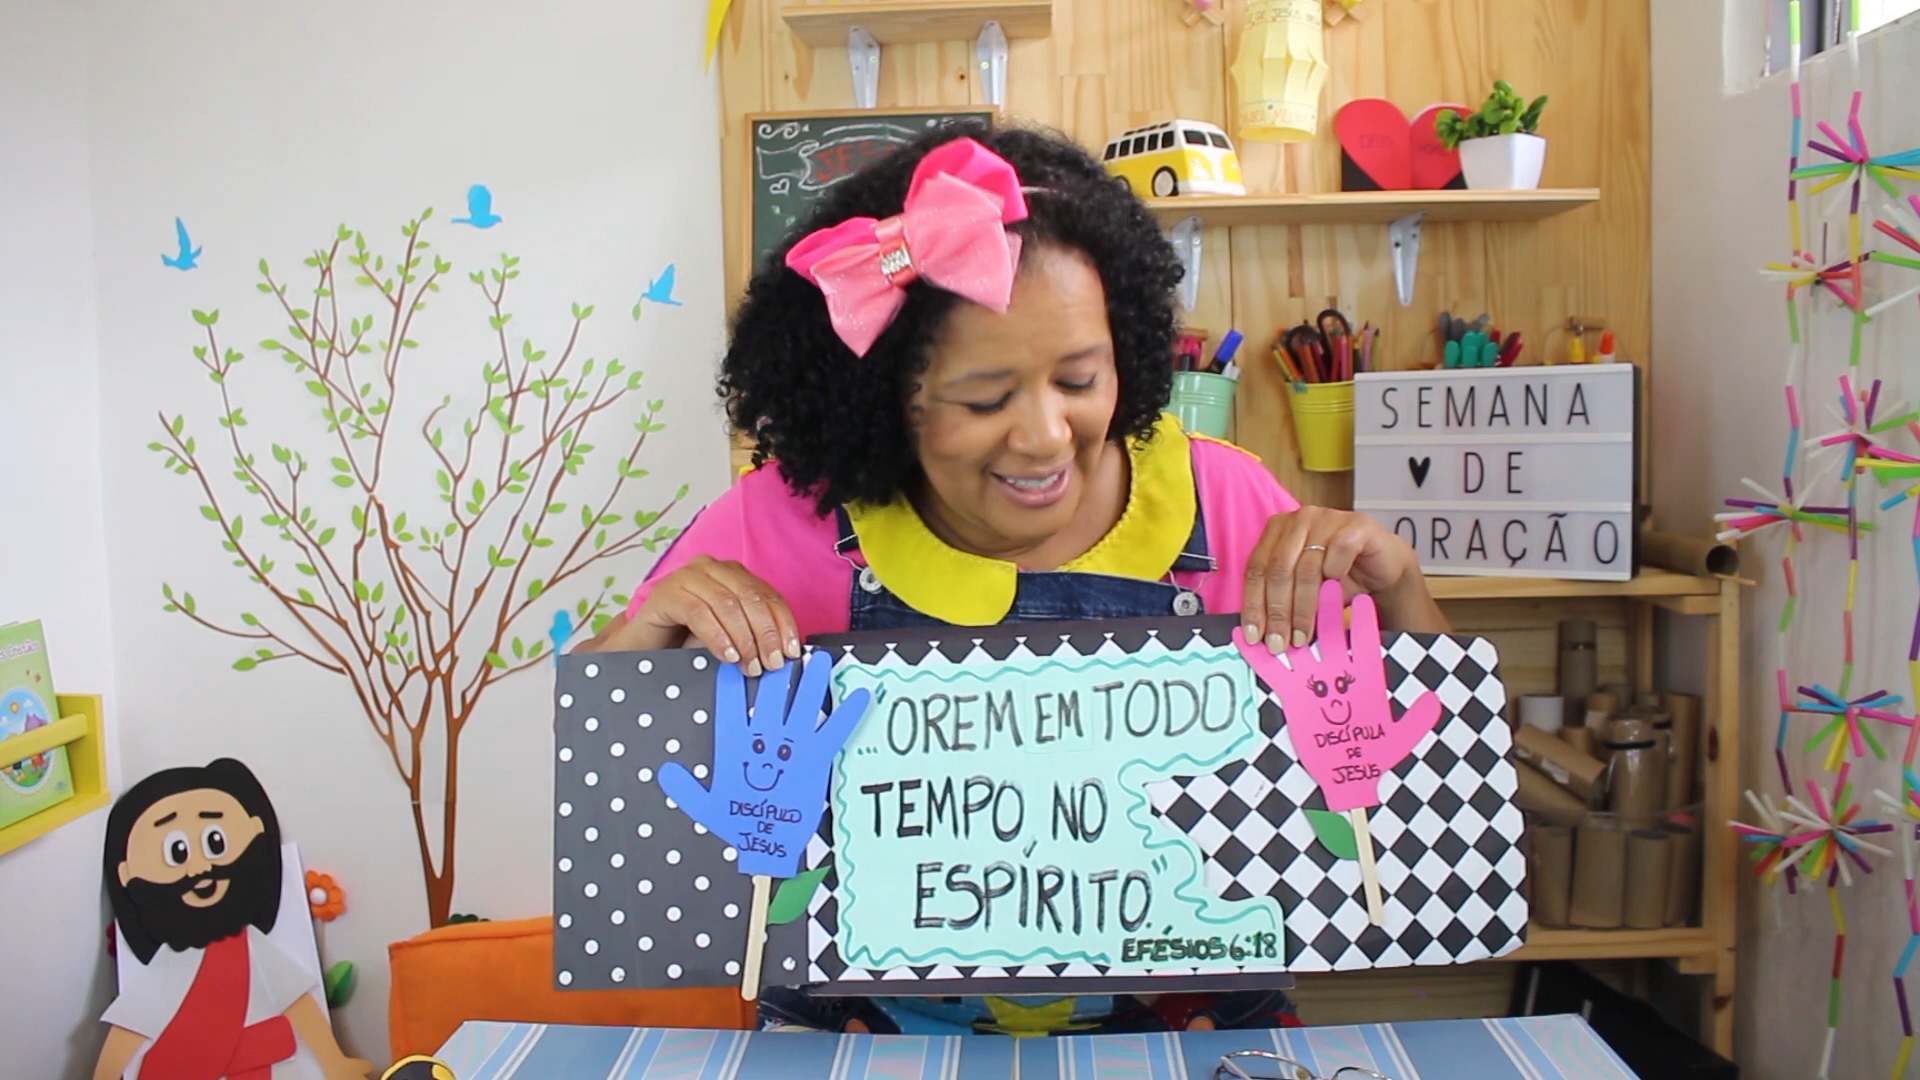 SEMANA
♥ DE
ORAÇÃO
"...OREM EM TODO
TEMPO NO
ESPÍRITO."
EFÉSIOS 6:18
DISCÍPULO
DE
JESUS
DISCÍPULA
DE
JESUS